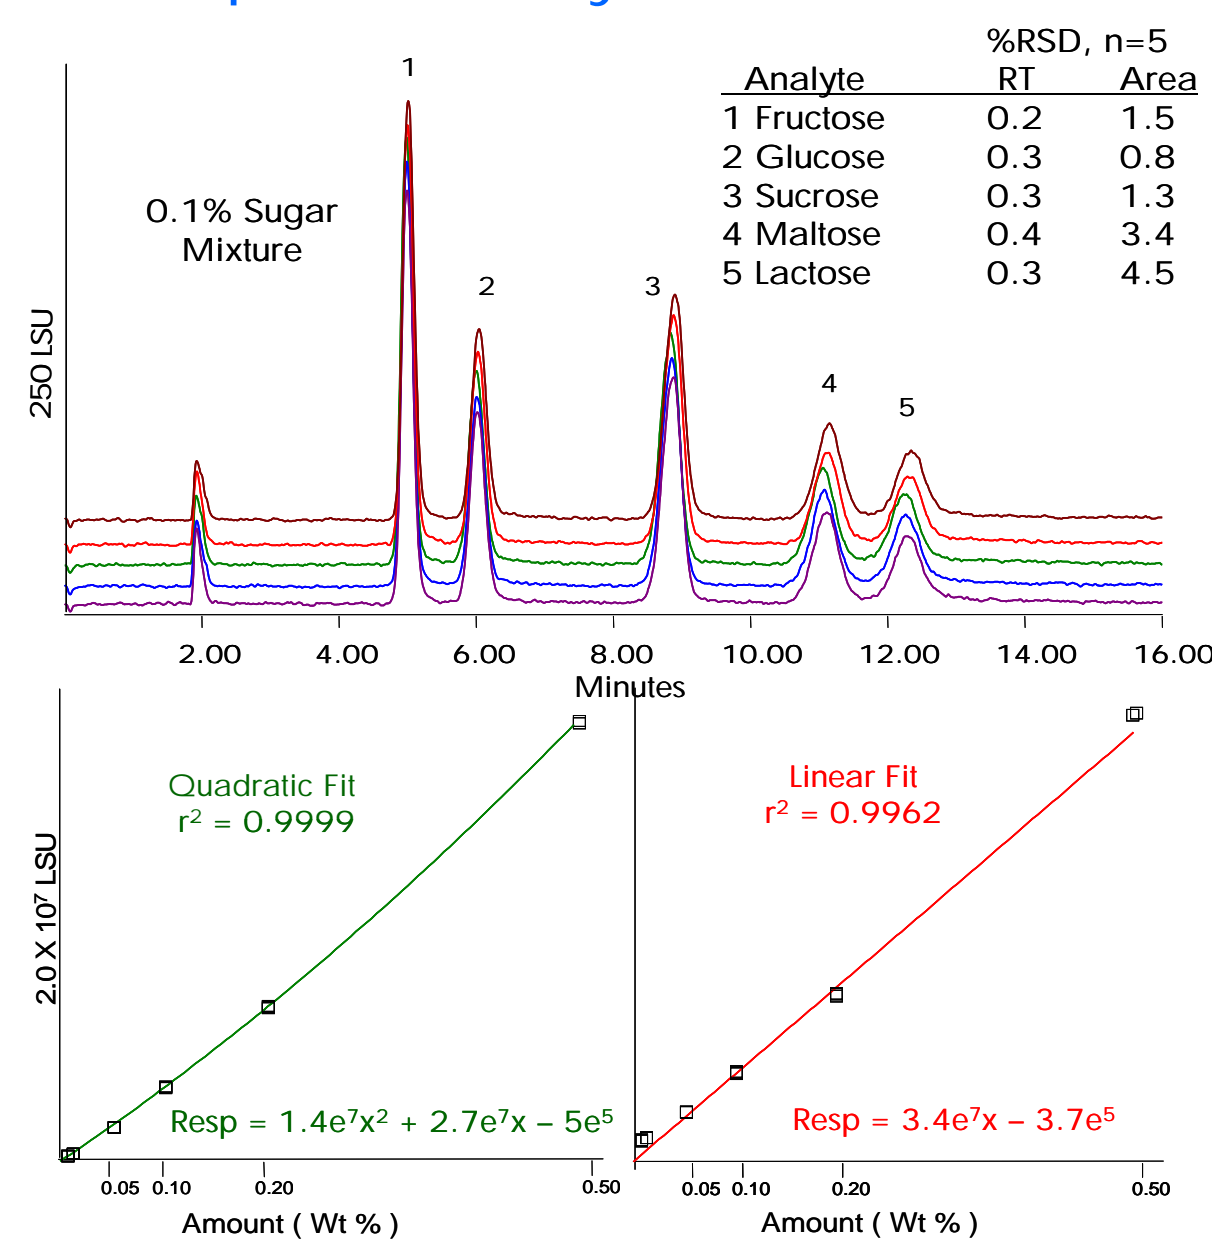 %RSD, n=5
Analyte RT Area
1 Fructose 0.2 1.5
2 Glucose 0.3 0.8
3 Sucrose 0.3 1.3
4 Maltose 0.4 3.4
5 Lactose 0.3 4.5
1
0.1% Sugar
Mixture
2
3
4
5
250 LSU
2.00 4.00 6.00 8.00 10.00 12.00 14.00 16.00
Minutes
Quadratic Fit
r² = 0.9999
2.0 X 10⁷ LSU
Resp = 1.4e⁷x² + 2.7e⁷x – 5e⁵
0.05 0.10 0.20 0.50
Amount ( Wt % )
Linear Fit
r² = 0.9962
Resp = 3.4e⁷x – 3.7e⁵
0.05 0.10 0.20 0.50
Amount ( Wt % )